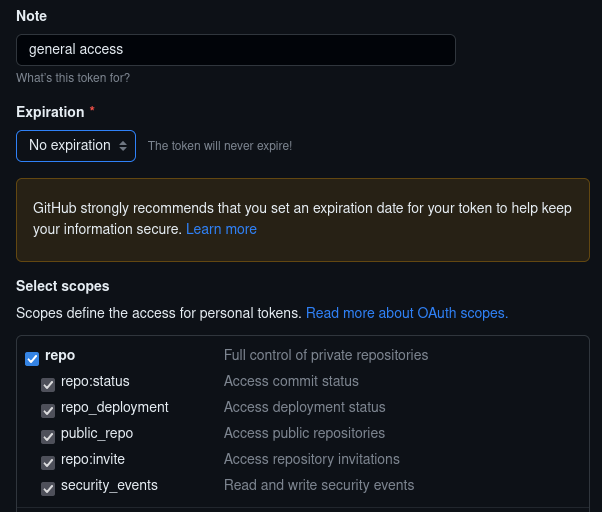 Note
general access
What's this token for?
Expiration *
No expiration The token will never expire!
GitHub strongly recommends that you set an expiration date for your token to help keep
your information secure. Learn more
Select scopes
Scopes define the access for personal tokens. Read more about OAuth scopes.
repo Full control of private repositories
repo:status Access commit status
repo_deployment Access deployment status
public_repo Access public repositories
repo:invite Access repository invitations
security_events Read and write security events